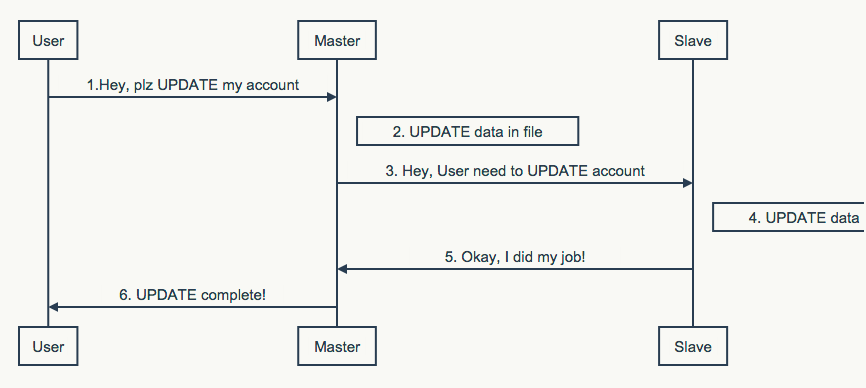 User
Master
Slave
1.Hey, plz UPDATE my account
2. UPDATE data in file
3. Hey, User need to UPDATE account
4. UPDATE data
5. Okay, I did my job!
6. UPDATE complete!
User
Master
Slave